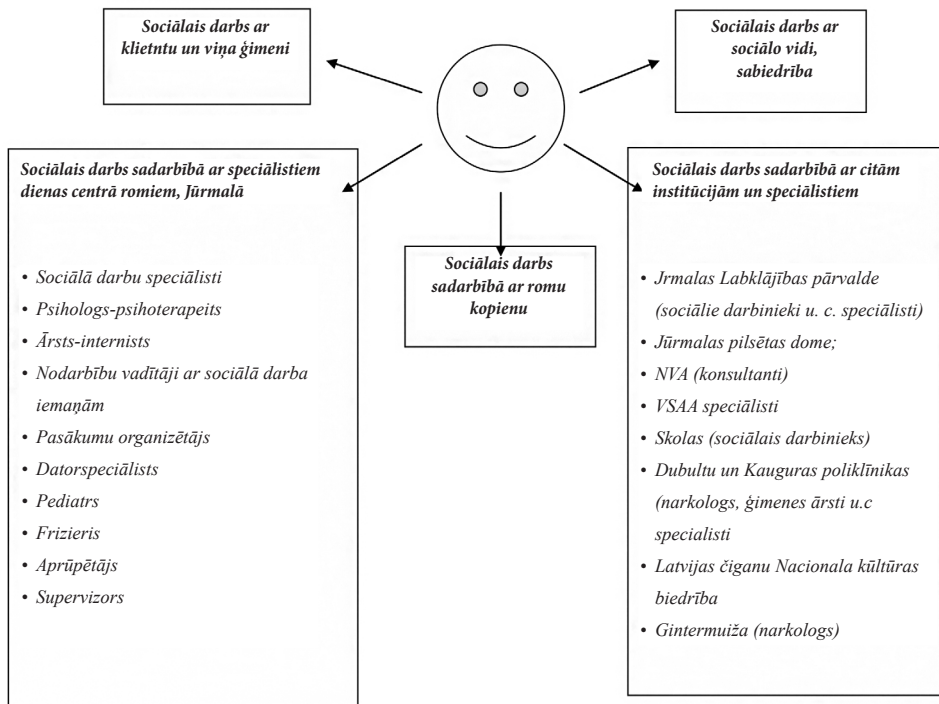 Sociālais darbs ar
klietntu un viņa ģimeni
Sociālais darbs ar
sociālo vidi,
sabiedrība
Sociālais darbs sadarbībā ar speciālistiem
dienas centrā romiem, Jūrmalā
• Sociālā darbu speciālisti
• Psihologs-psihoterapeits
• Ārsts-internists
• Nodarbību vadītāji ar sociālā darba
iemaņām
• Pasākumu organizētājs
• Datorspeciālists
• Pediatrs
• Frizieris
• Aprūpētājs
• Supervizors
Sociālais darbs
sadarbībā ar romu
kopienu
Sociālais darbs sadarbībā ar citām
institūcijām un speciālistiem
• Jrmalas Labklājības pārvalde
(sociālie darbinieki u. c. speciālisti)
• Jūrmalas pilsētas dome;
• NVA (konsultanti)
• VSAA speciālisti
• Skolas (sociālais darbinieks)
• Dubultu un Kauguras poliklīnikas
(narkologs, ģimenes ārsti u.c
specialisti
• Latvijas čiganu Nacionala kūltūras
biedrība
• Gintermuiža (narkologs)